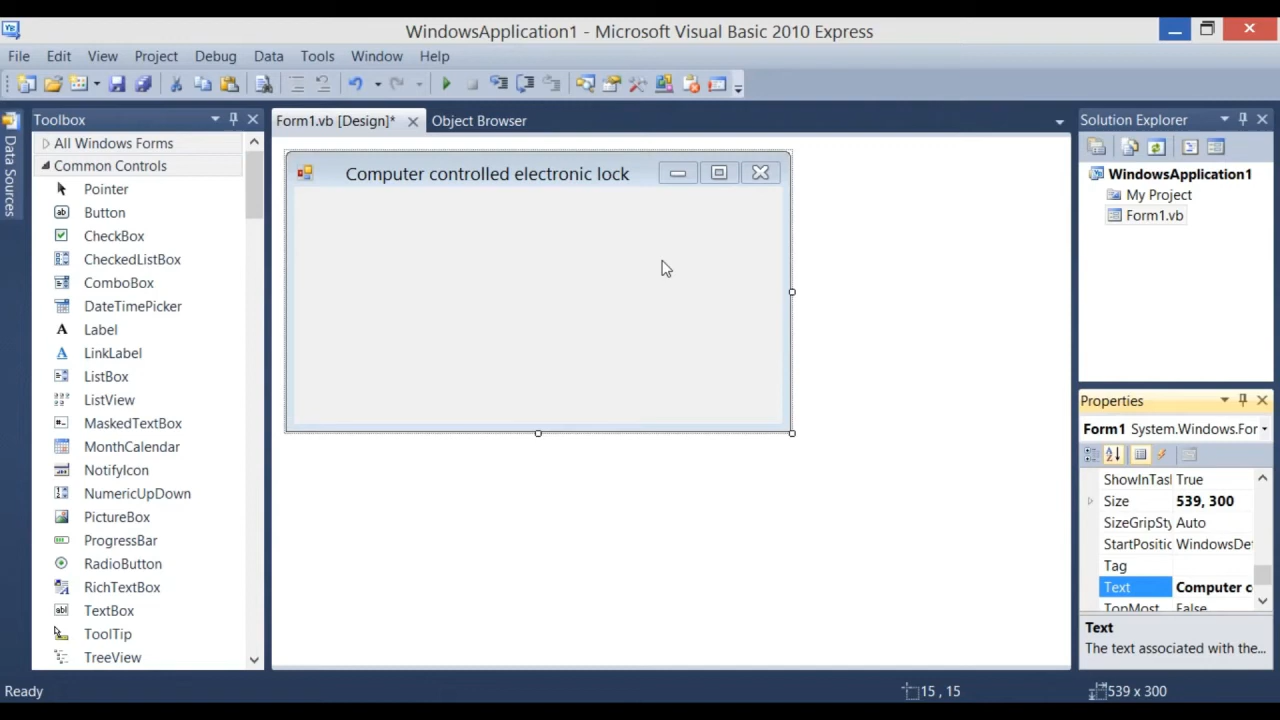 WindowsApplication1 - Microsoft Visual Basic 2010 Express
File Edit View Project Debug Data Tools Window Help
Data Sources
Toolbox
All Windows Forms
Common Controls
Pointer
Button
CheckBox
CheckedListBox
ComboBox
DateTimePicker
Label
LinkLabel
ListBox
ListView
MaskedTextBox
MonthCalendar
NotifyIcon
NumericUpDown
PictureBox
ProgressBar
RadioButton
RichTextBox
TextBox
ToolTip
TreeView
Form1.vb [Design]* Object Browser
Computer controlled electronic lock
Solution Explorer
WindowsApplication1
My Project
Form1.vb
Properties
Form1 System.Windows.For
ShowInTasl True
Size 539, 300
SizeGripSty Auto
StartPositic WindowsDe
Tag
Text Computer c
TopMost False
Text
The text associated with the...
Ready 15 , 15 539 x 300